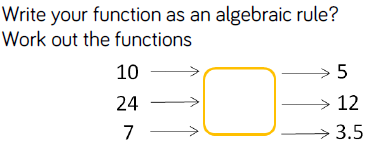 Write your function as an algebraic rule?
Work out the functions
10 → → 5
24 → → 12
7 → → 3.5